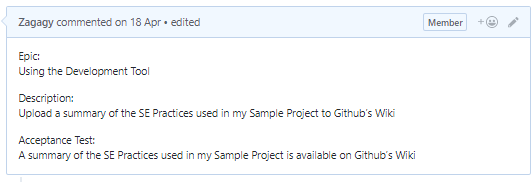 Zagagy commented on 18 Apr • edited
Member
Epic:
Using the Development Tool
Description:
Upload a summary of the SE Practices used in my Sample Project to Github's Wiki
Acceptance Test:
A summary of the SE Practices used in my Sample Project is available on Github's Wiki